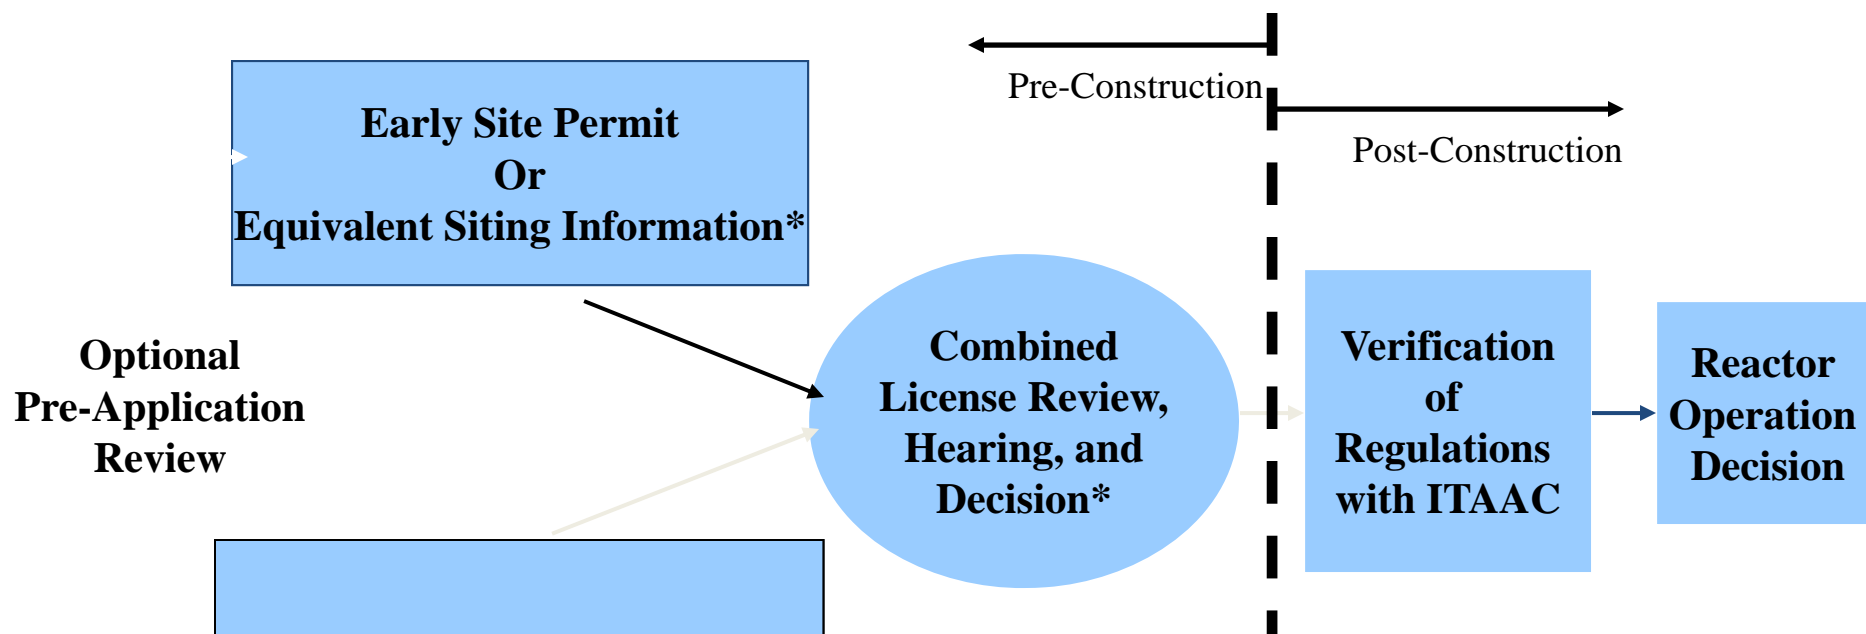 Pre-Construction
Post-Construction
Early Site Permit
Or
Equivalent Siting Information*
Optional
Pre-Application
Review
Combined
License Review,
Hearing, and
Decision*
Verification
of
Regulations
with ITAAC
Reactor
Operation
Decision